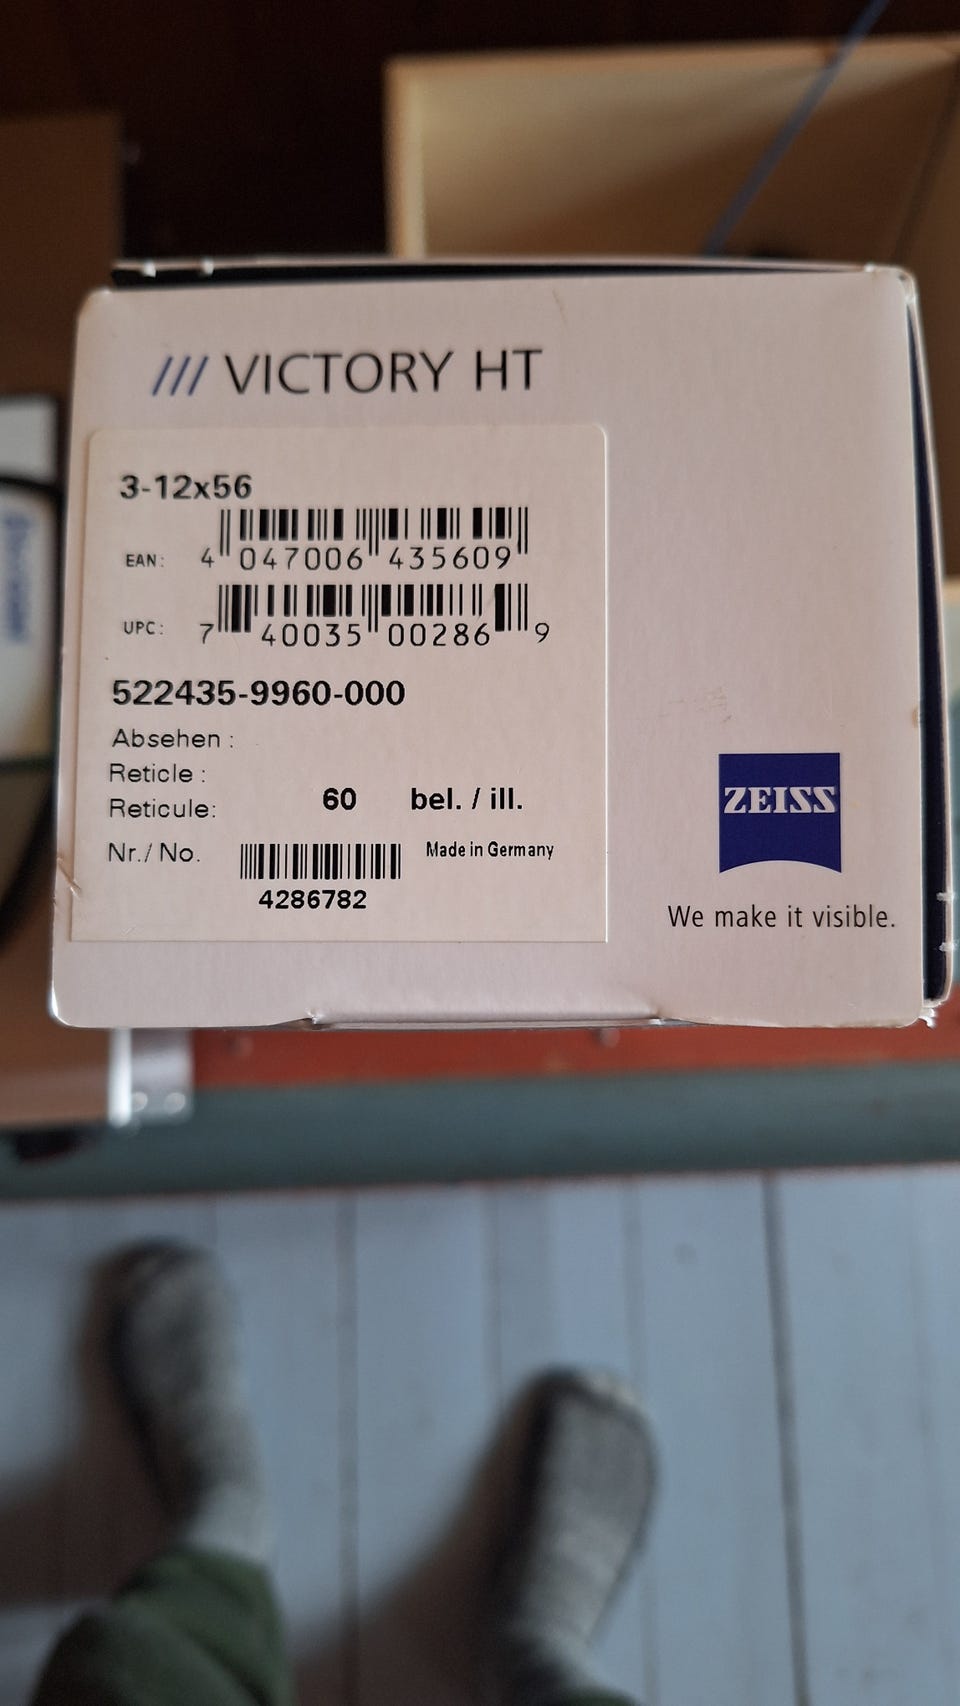 /// VICTORY HT
3-12x56
EAN: 4 047006 435609
UPC: 7 40035 00286 9
522435-9960-000
Absehen :
Reticle :
Reticule: 60 bel. / ill.
Nr./ No. Made in Germany
4286782
ZEISS
We make it visible.